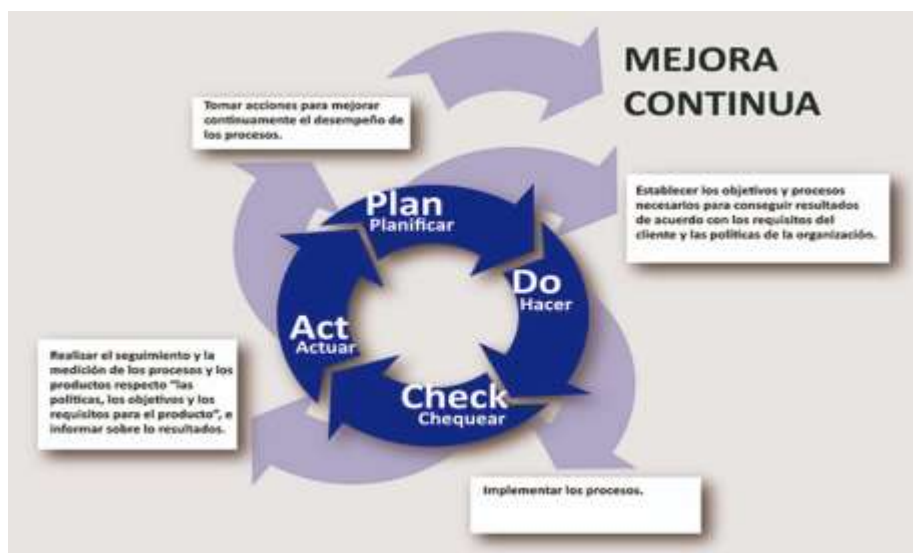 MEJORA
CONTINUA
Tomar acciones para mejorar
continuamente el desempeño de
los procesos.
Establecer los objetivos y procesos
necesarios para conseguir resultados
de acuerdo con los requisitos del
cliente y las políticas de la organización.
Plan
Planificar
Do
Hacer
Act
Actuar
Check
Chequear
Realizar el seguimiento y la
medición de los procesos y los
productos respecto “las
políticas, los objetivos y los
requisitos para el producto”, e
informar sobre lo resultados.
Implementar los procesos.